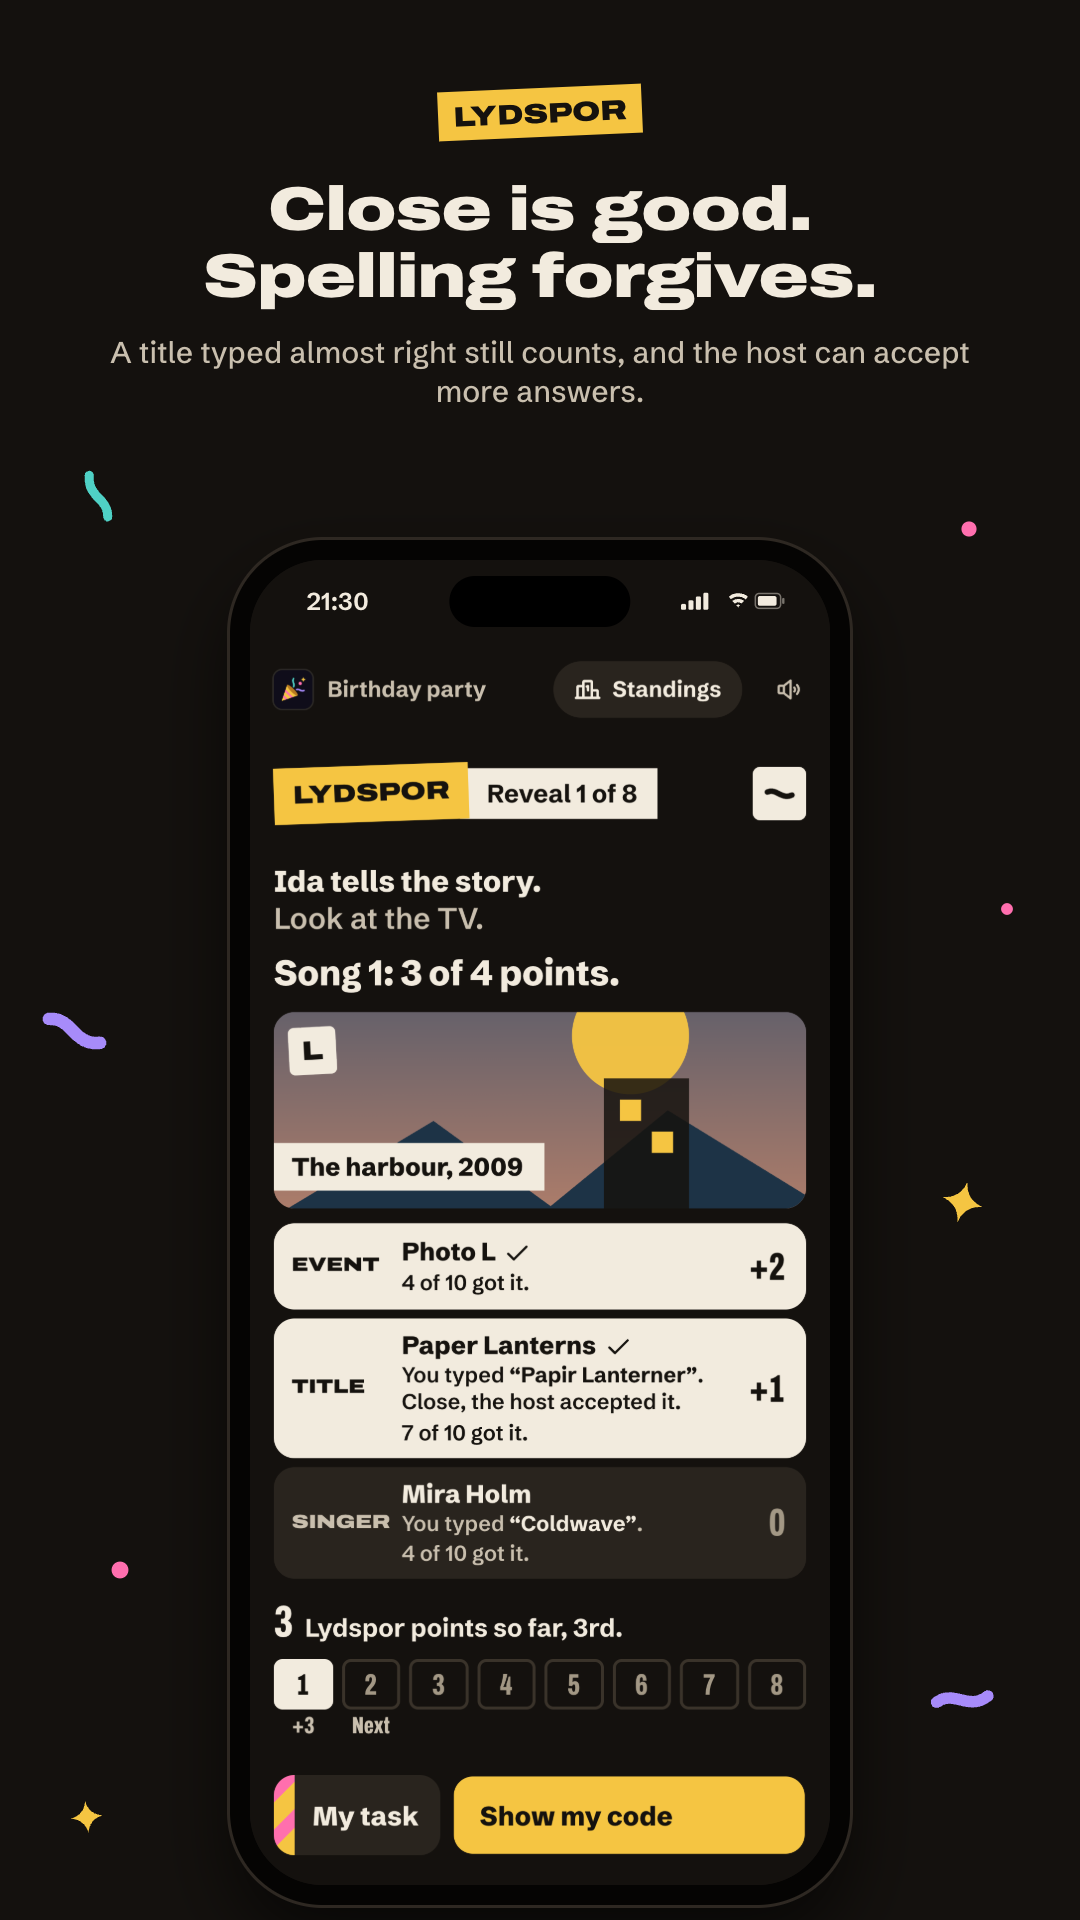 LYDSPOR
Close is good.
Spelling forgives.
A title typed almost right still counts, and the host can accept
more answers.
21:30
Birthday party
Standings
LYDSPOR
Reveal 1 of 8
Ida tells the story.
Look at the TV.
Song 1: 3 of 4 points.
L
The harbour, 2009
EVENT
Photo L
4 of 10 got it.
+2
TITLE
Paper Lanterns
You typed “Papir Lanterner”.
Close, the host accepted it.
7 of 10 got it.
+1
SINGER
Mira Holm
You typed “Coldwave”.
4 of 10 got it.
0
3 Lydspor points so far, 3rd.
1 2 3 4 5 6 7 8
+3 Next
My task
Show my code